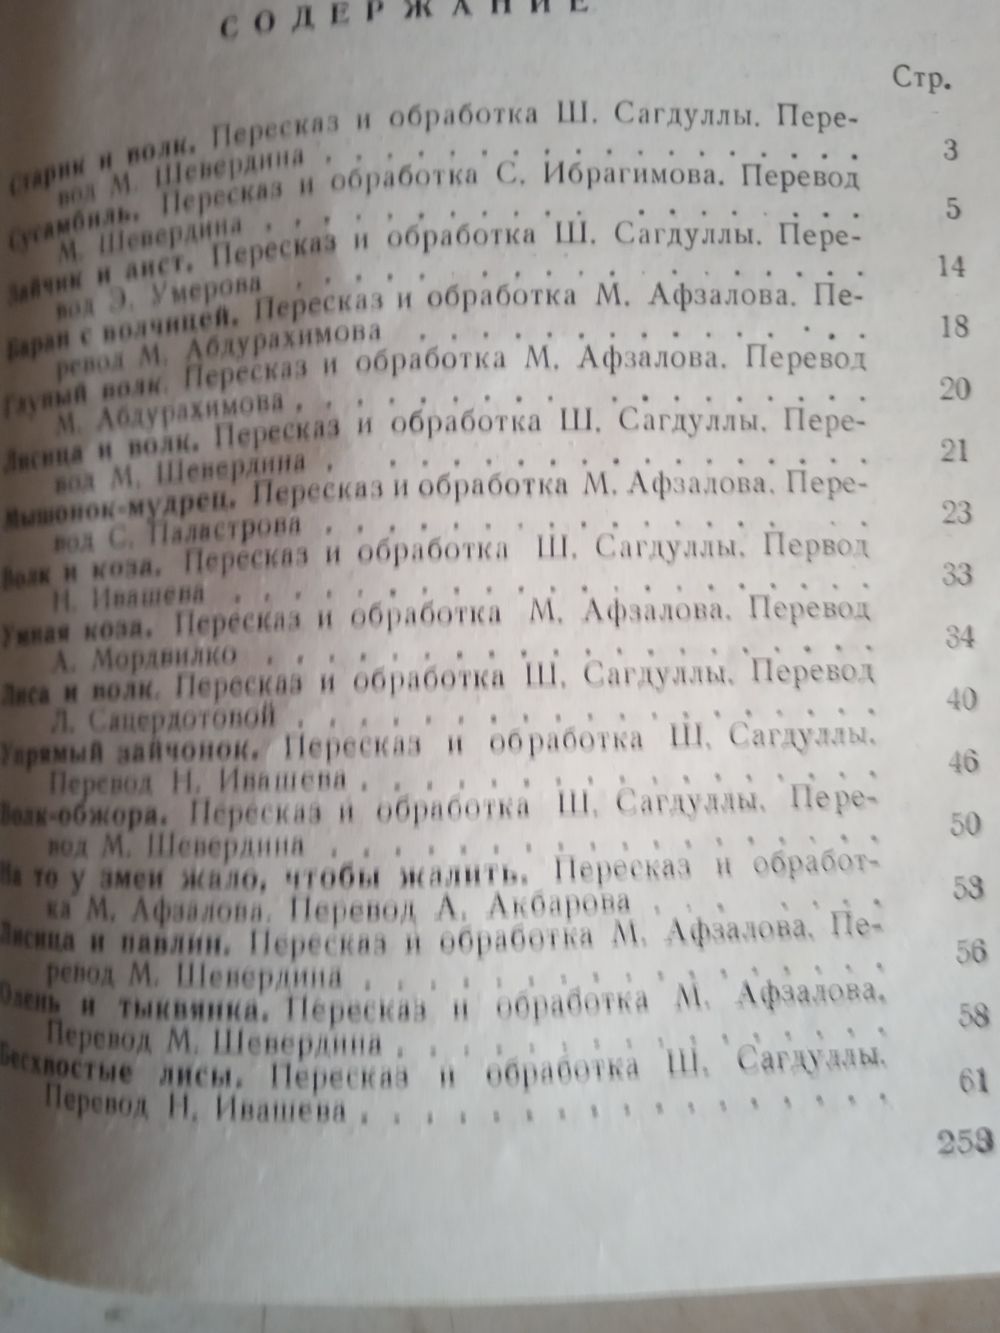 СОДЕРЖАНИЕ
Стр.
Старик и волк. Пересказ и обработка Ш. Сагдуллы. Пере-
вод М. Шевердина . . . . . . . . . . . . . . . . 3
Сусамбиль. Пересказ и обработка С. Ибрагимова. Перевод
М. Шевердина . . . . . . . . . . . . . . . . 5
Зайчик и аист. Пересказ и обработка Ш. Сагдуллы. Пере-
вод Э. Умерова . . . . . . . . . . . . . . . . 14
Баран с волчицей. Пересказ и обработка М. Афзалова. Пе-
ревод М. Абдурахимова . . . . . . . . . . . . . 18
Глупый волк. Пересказ и обработка М. Афзалова. Перевод
М. Абдурахимова . . . . . . . . . . . . . . . . 20
Лисица и волк. Пересказ и обработка Ш. Сагдуллы. Пере-
вод М. Шевердина . . . . . . . . . . . . . . . 21
Мышонок-мудрец. Пересказ и обработка М. Афзалова. Пере-
вод С. Паластрова . . . . . . . . . . . . . . . . 23
Волк и коза. Пересказ и обработка Ш. Сагдуллы. Первод
Н. Ивашева . . . . . . . . . . . . . . . . . . 33
Умная коза. Пересказ и обработка М. Афзалова. Перевод
А. Мордвилко . . . . . . . . . . . . . . . . . . 34
Лиса и волк. Пересказ и обработка Ш. Сагдуллы. Перевод
Л. Сацердотовой . . . . . . . . . . . . . . . . 40
Упрямый зайчонок. Пересказ и обработка Ш. Сагдуллы.
Перевод Н. Ивашева . . . . . . . . . . . . . . 46
Волк-обжора. Пересказ и обработка Ш. Сагдуллы. Пере-
вод М. Шевердина . . . . . . . . . . . . . . . 50
На то у змеи жало, чтобы жалить. Пересказ и обработ-
ка М. Афзалова. Перевод А. Акбарова . . . . . . 53
Лисица и павлин. Пересказ и обработка М. Афзалова. Пе-
ревод М. Шевердина . . . . . . . . . . . . . . . 56
Олень и тыквянка. Пересказ и обработка М. Афзалова.
Перевод М. Шевердина . . . . . . . . . . . . . . 58
Бесхвостые лисы. Пересказ и обработка Ш. Сагдуллы.
Перевод Н. Ивашева . . . . . . . . . . . . . . . 61
253